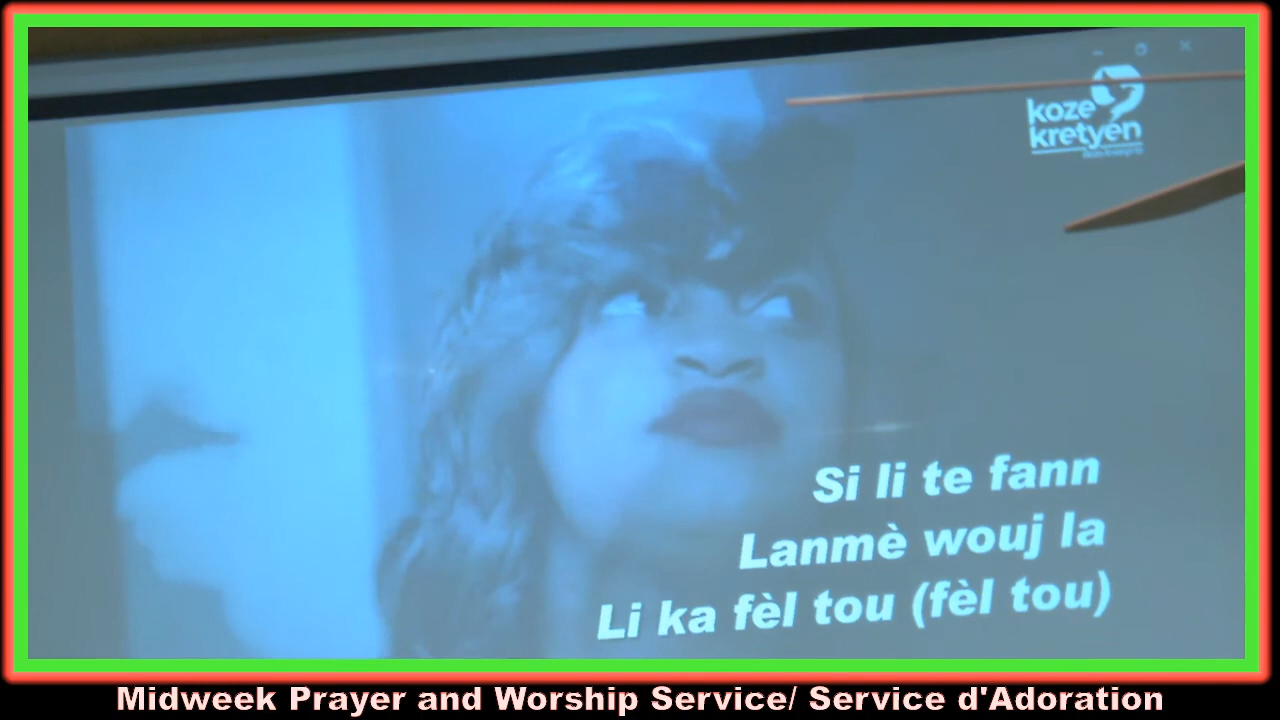 koze
kretyen
Si li te fann
Lanmè wouj la
Li ka fèl tou (fèl tou)
Midweek Prayer and Worship Service/ Service d'Adoration